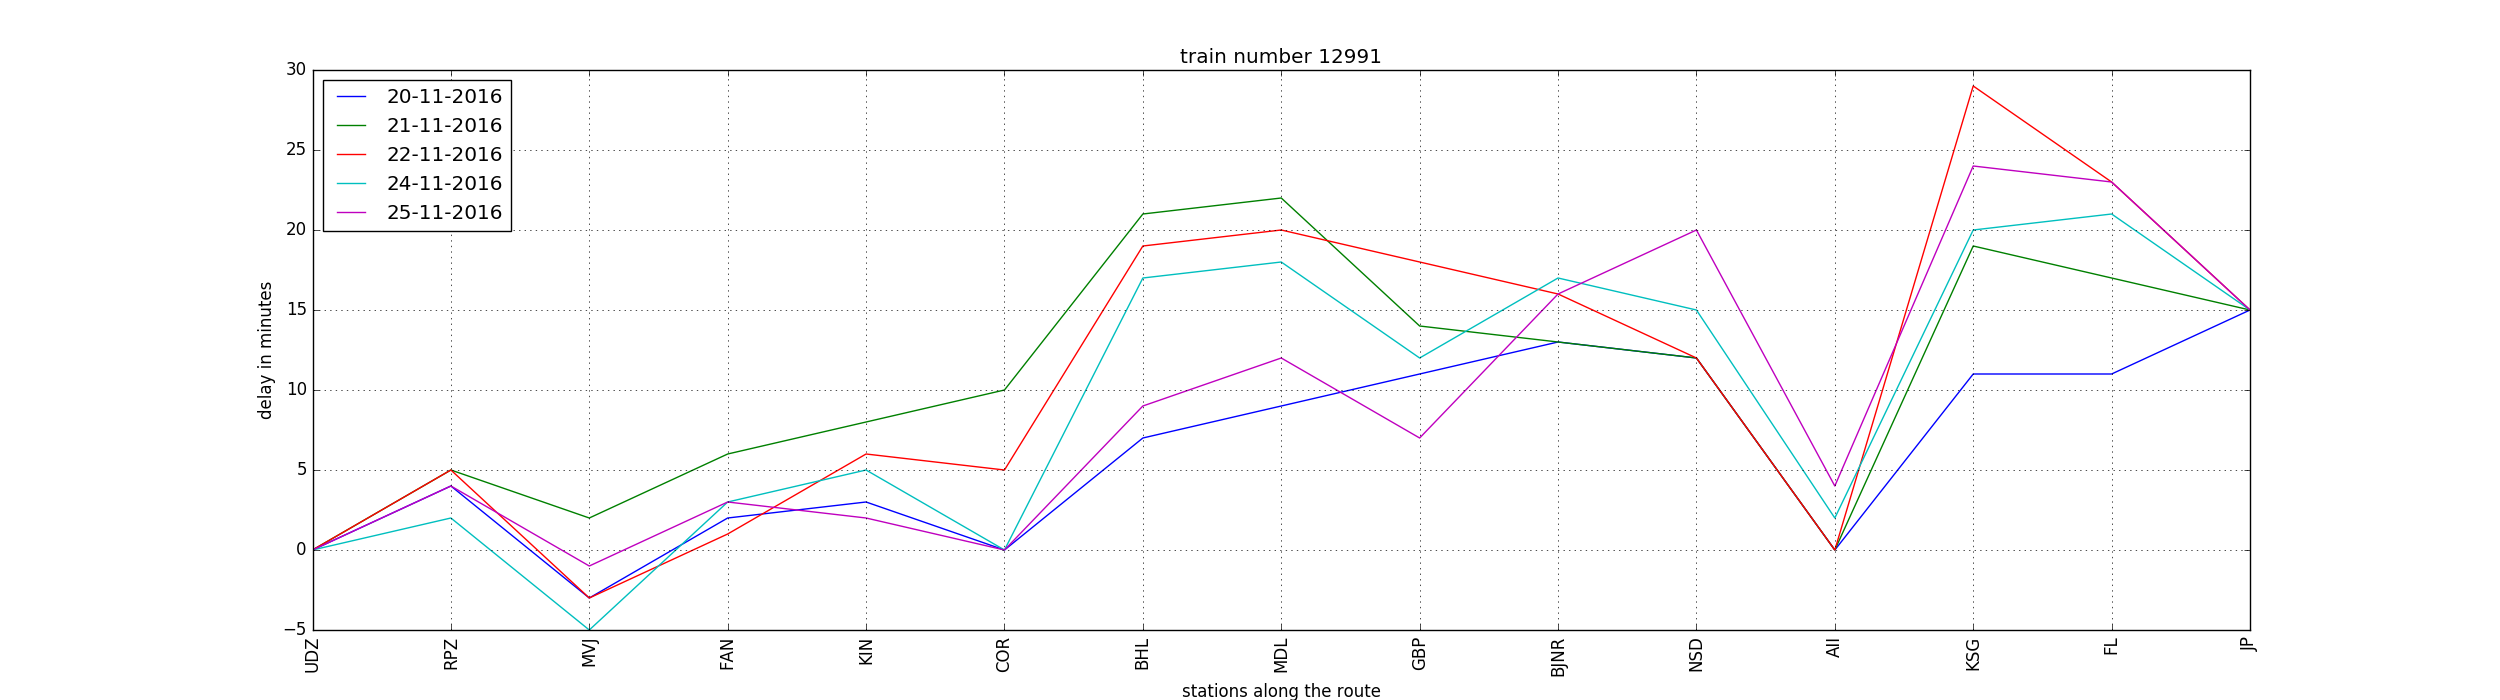 train number 12991
30
25
20
15
10
5
0
−5
delay in minutes
20-11-2016
21-11-2016
22-11-2016
24-11-2016
25-11-2016
UDZ
RPZ
MVJ
FAN
KIN
COR
BHL
MDL
GBP
BJNR
NSD
AII
KSG
FL
JP
stations along the route